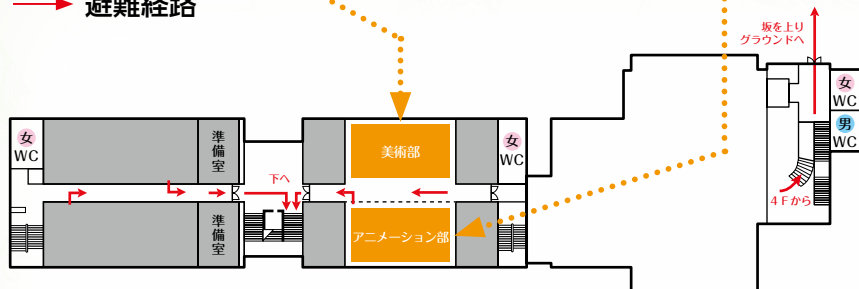 避難経路
坂を上り
グラウンドへ
女
WC
男
WC
女
WC
準備室
美術部
女
WC
下へ
4Fから
準備室
アニメーション部